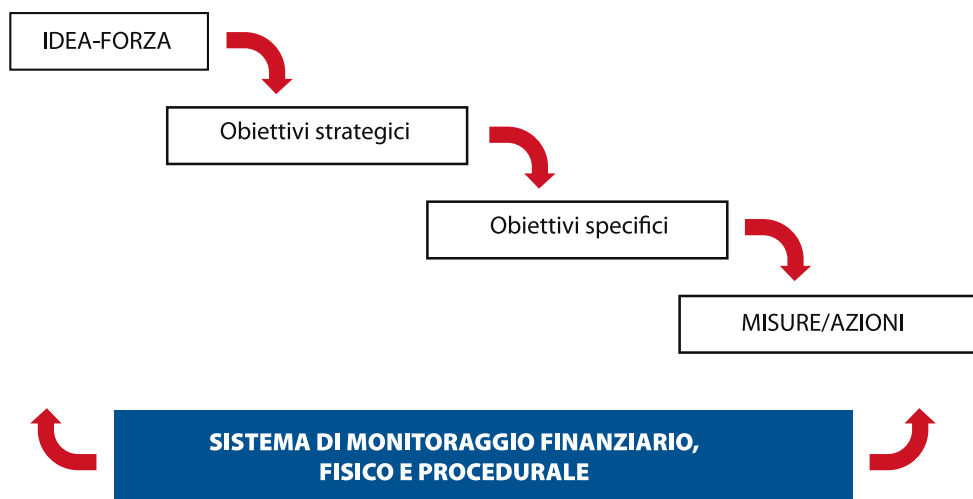 IDEA-FORZA
Obiettivi strategici
Obiettivi specifici
MISURE/AZIONI
SISTEMA DI MONITORAGGIO FINANZIARIO,
FISICO E PROCEDURALE